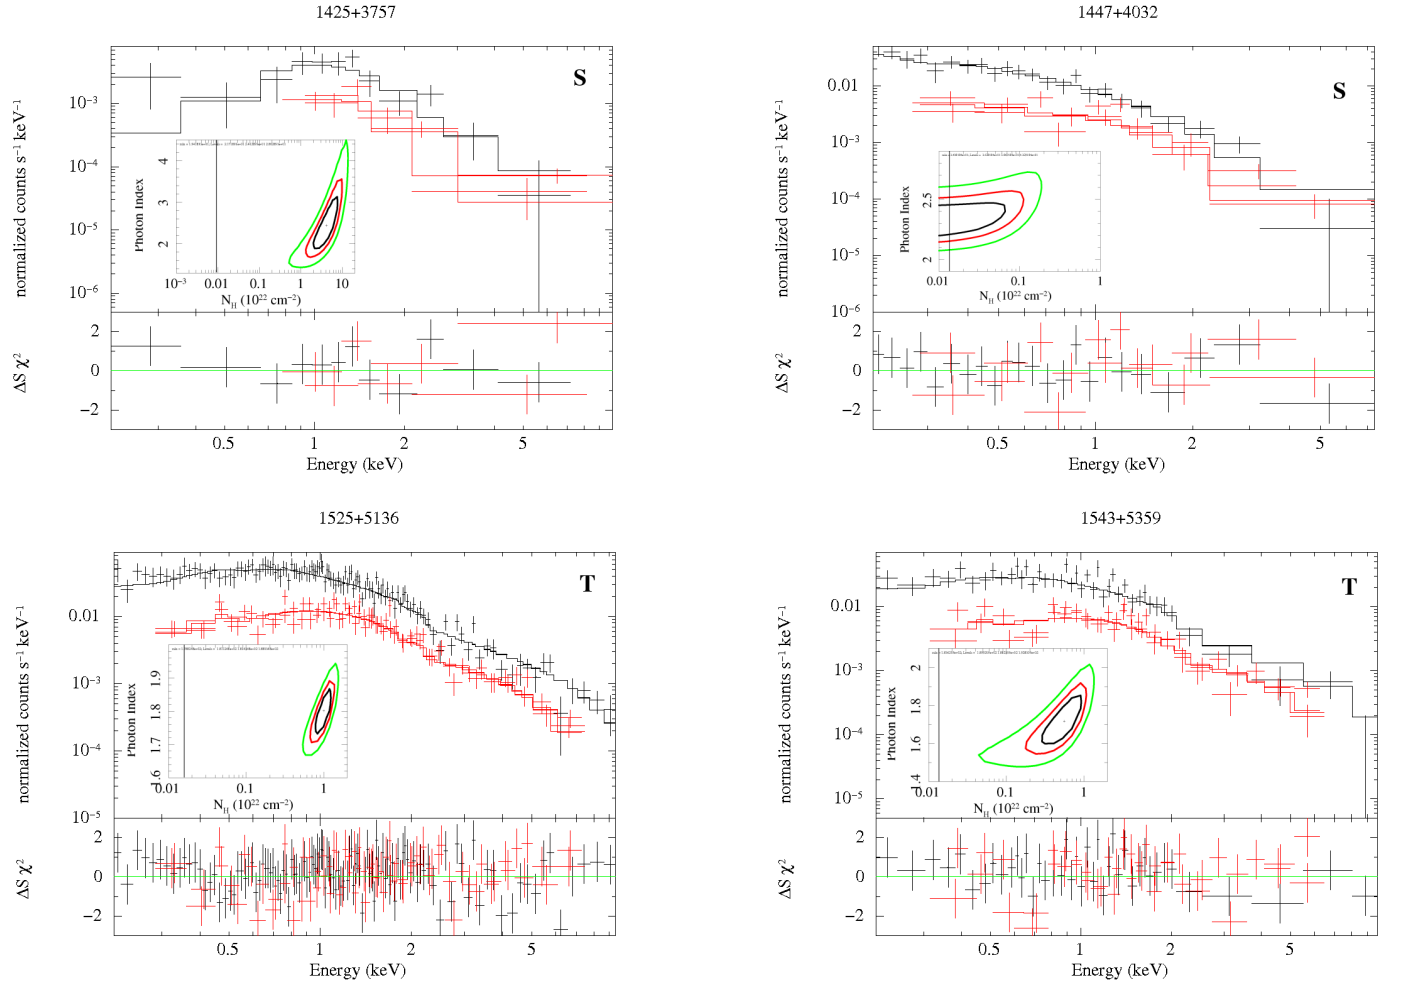 1425+3757
S
normalized counts s⁻¹ keV⁻¹
10⁻³
10⁻⁴
10⁻⁵
10⁻⁶
Photon Index
4
3
2
10⁻³ 0.01 0.1 1 10
N_H (10²² cm⁻²)
ΔS χ²
2
0
−2
0.5 1 2 5
Energy (keV)
1447+4032
S
normalized counts s⁻¹ keV⁻¹
0.01
10⁻³
10⁻⁴
10⁻⁵
10⁻⁶
Photon Index
2.5
2
0.01 0.1 1
N_H (10²² cm⁻²)
ΔS χ²
2
0
−2
0.5 1 2 5
Energy (keV)
1525+5136
T
normalized counts s⁻¹ keV⁻¹
0.01
10⁻³
10⁻⁴
10⁻⁵
Photon Index
1.9
1.8
1.7
1.6
0.01 0.1 1
N_H (10²² cm⁻²)
ΔS χ²
2
0
−2
0.5 1 2 5
Energy (keV)
1543+5359
T
normalized counts s⁻¹ keV⁻¹
0.01
10⁻³
10⁻⁴
10⁻⁵
Photon Index
2
1.8
1.6
1.4
0.01 0.1 1
N_H (10²² cm⁻²)
ΔS χ²
2
0
−2
0.5 1 2 5
Energy (keV)